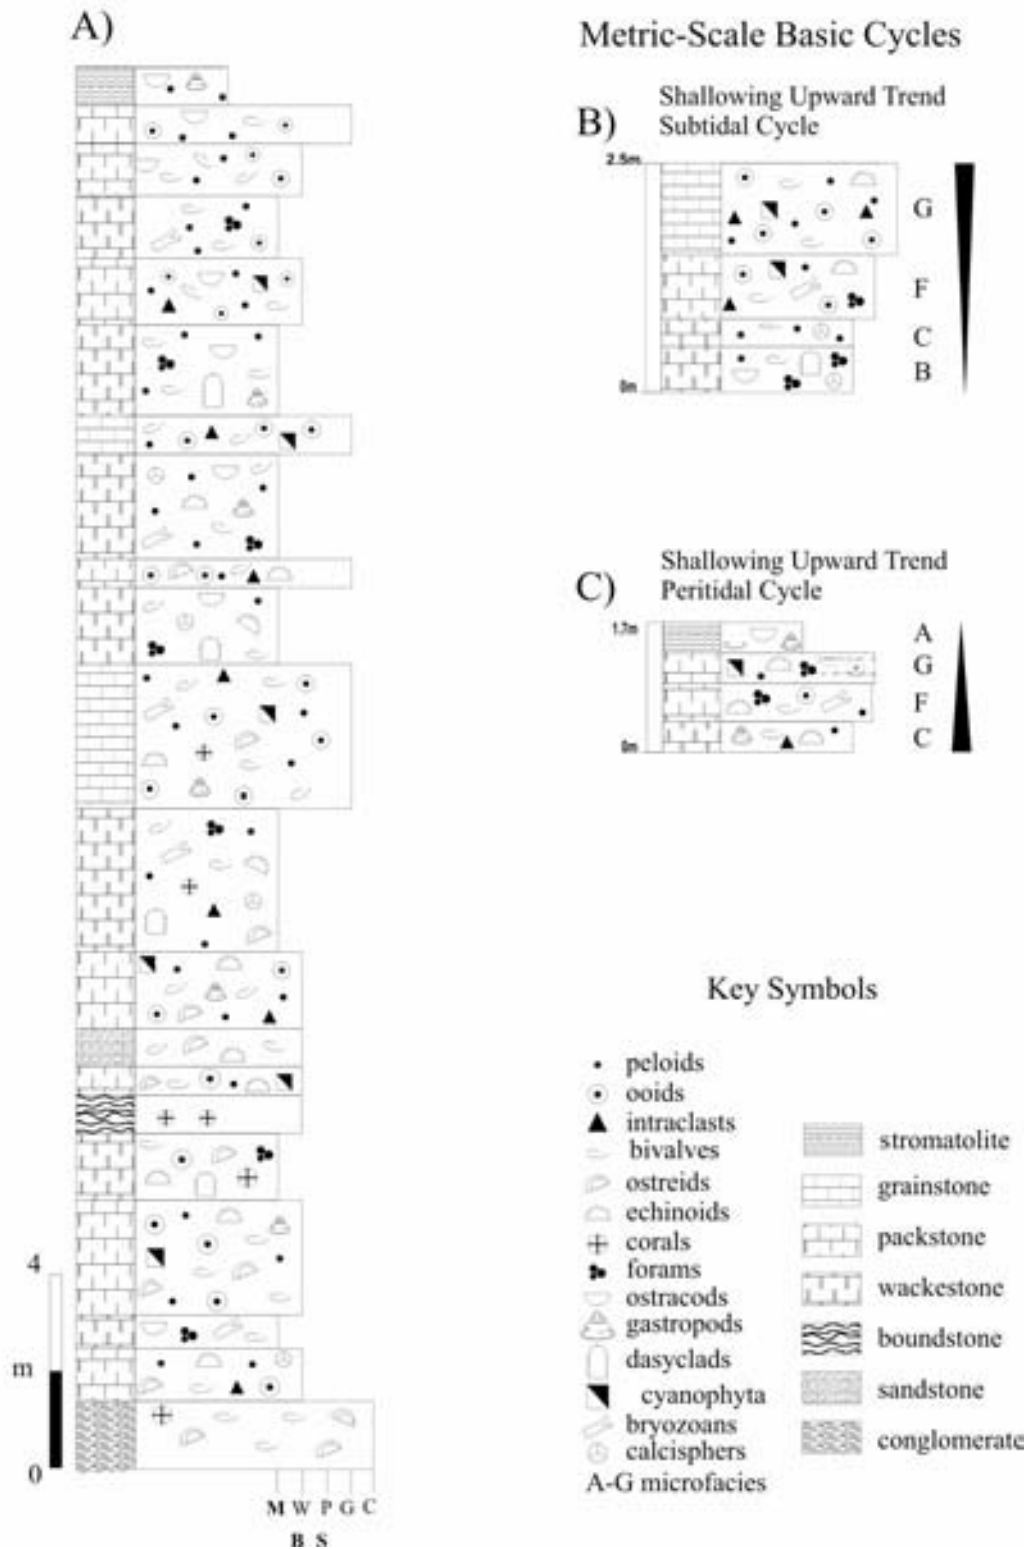 A)
4
m
0
M W P G C
B S
Metric-Scale Basic Cycles
B)
Shallowing Upward Trend
Subtidal Cycle
2.5m
G
F
C
B
0m
C)
Shallowing Upward Trend
Peritidal Cycle
1.7m
A
G
F
C
0m
Key Symbols
peloids
ooids
intraclasts
bivalves
ostreids
echinoids
corals
forams
ostracods
gastropods
dasyclads
cyanophyta
bryozoans
calcisphers
A-G microfacies
stromatolite
grainstone
packstone
wackestone
boundstone
sandstone
conglomerate